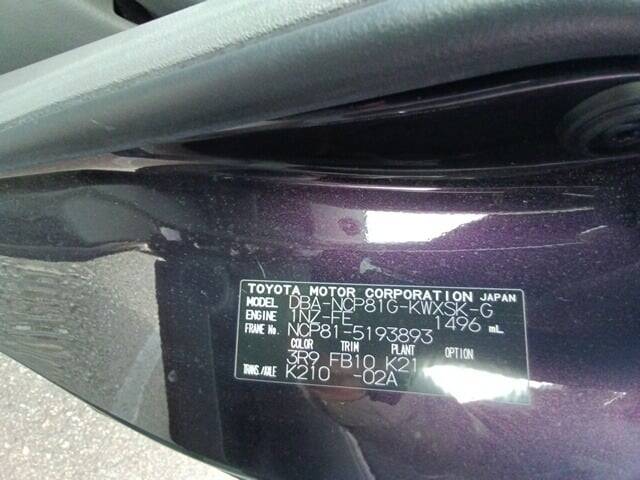 TOYOTA MOTOR CORPORATION JAPAN
MODEL DBA-NCP81G-KWXSK-G
ENGINE 1NZ-FE 1496 mL
FRAME No. NCP81-5193893
COLOR TRIM PLANT OPTION
3R9 FB10 K21
TRANS./AXLE K210 -02A